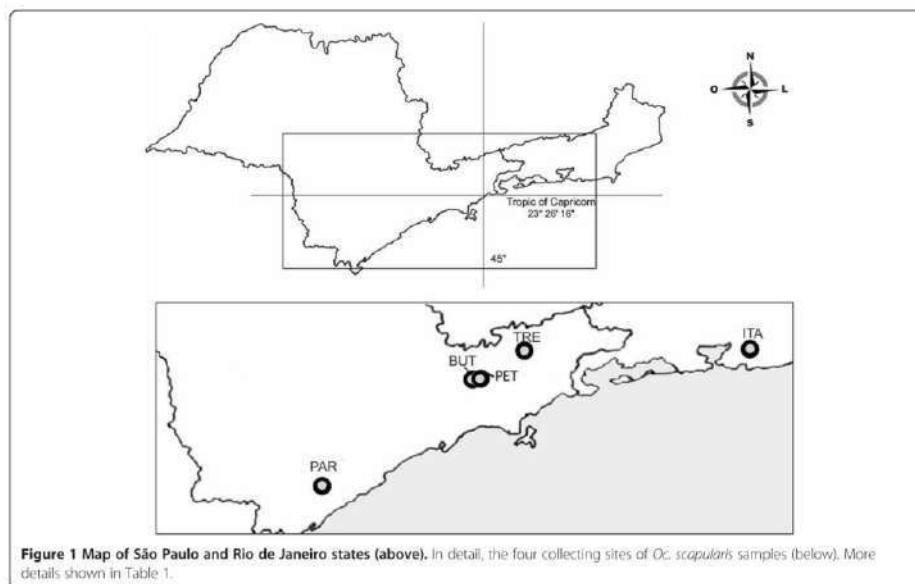 N
O L
S
Tropic of Capricorn
23° 26' 16"
45°
ITA
TRE
BUT
PET
PAR
Figure 1 Map of São Paulo and Rio de Janeiro states (above). In detail, the four collecting sites of Oc. scapularis samples (below). More
details shown in Table 1.